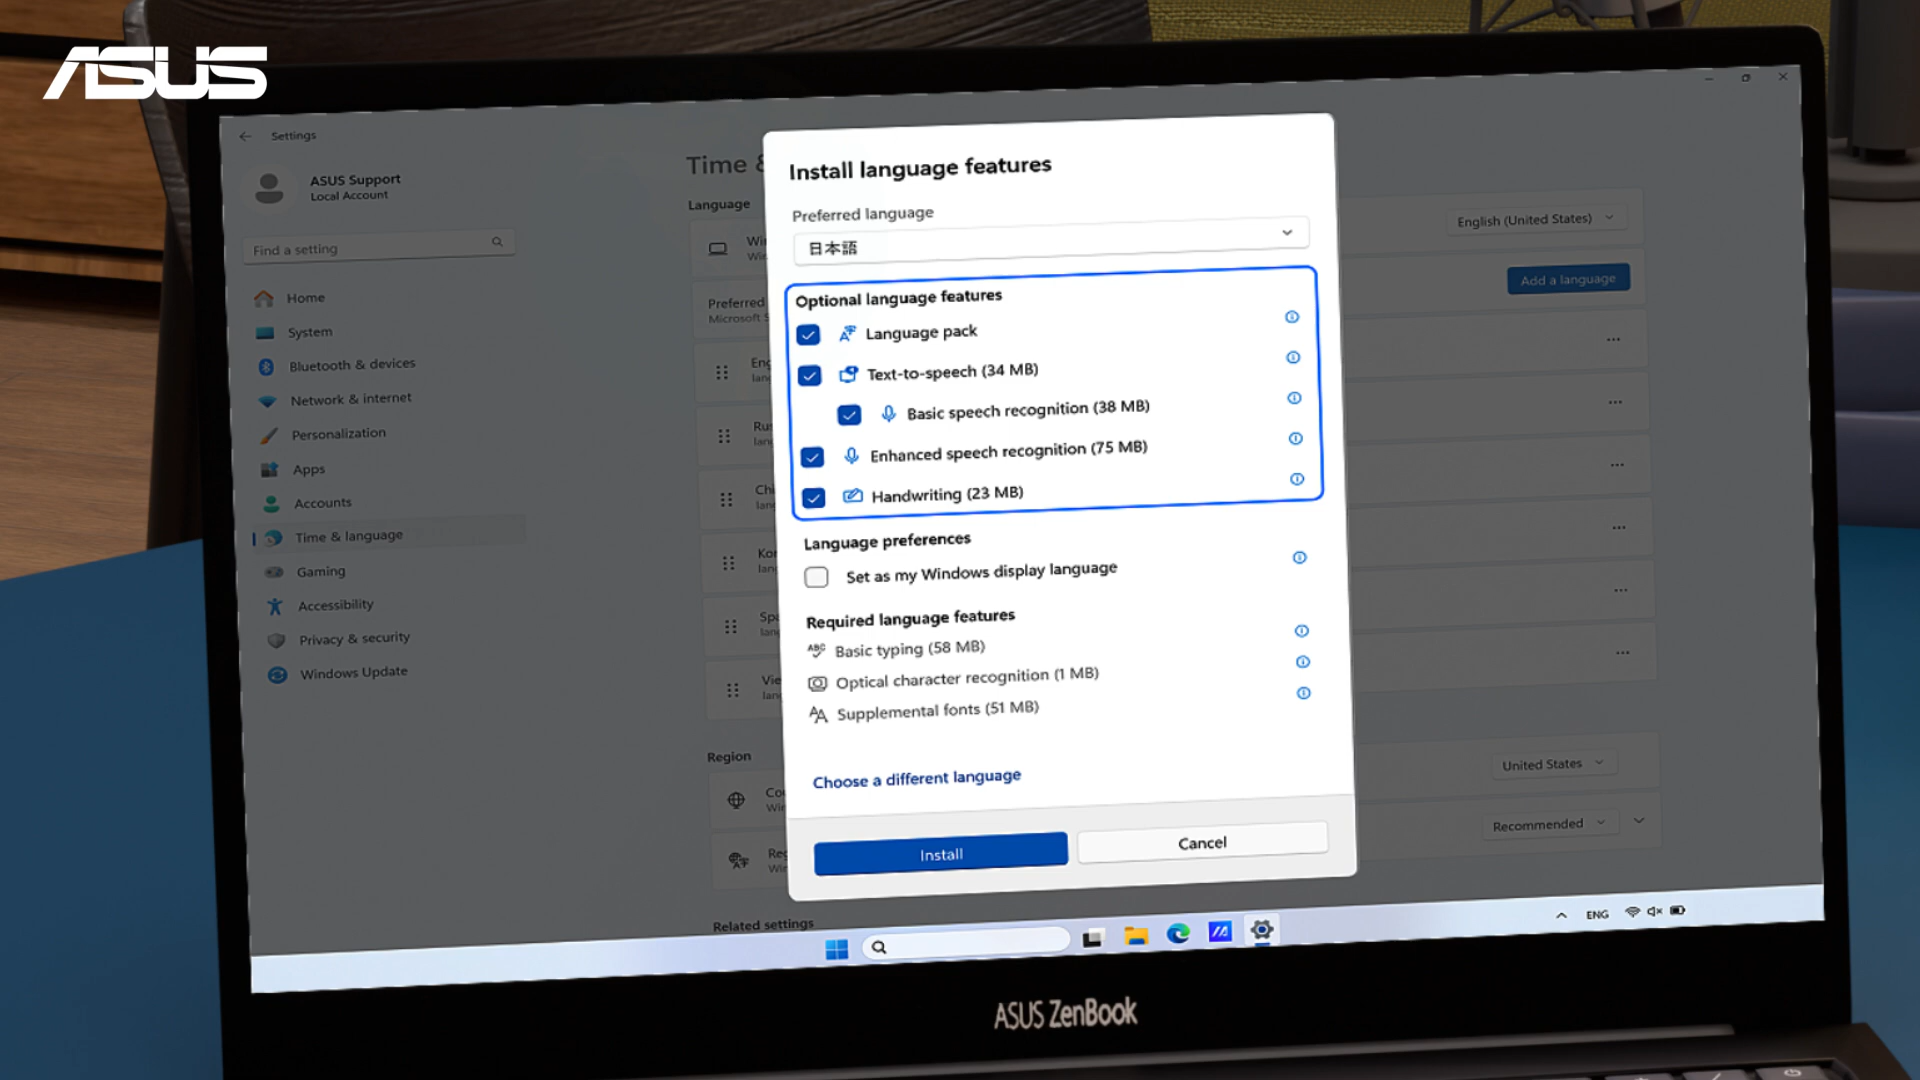 ASUS
Settings
ASUS Support
Local Account
Find a setting
Home
System
Bluetooth & devices
Network & internet
Personalization
Apps
Accounts
Time & language
Gaming
Accessibility
Privacy & security
Windows Update
Time &
Language
English (United States)
Preferred
Microsoft
Add a language
Region
United States
Recommended
Related settings
Install language features
Preferred language
日本語
Optional language features
Language pack
Text-to-speech (34 MB)
Basic speech recognition (38 MB)
Enhanced speech recognition (75 MB)
Handwriting (23 MB)
Language preferences
Set as my Windows display language
Required language features
Basic typing (58 MB)
Optical character recognition (1 MB)
Supplemental fonts (51 MB)
Choose a different language
Install
Cancel
ENG
ASUS ZenBook